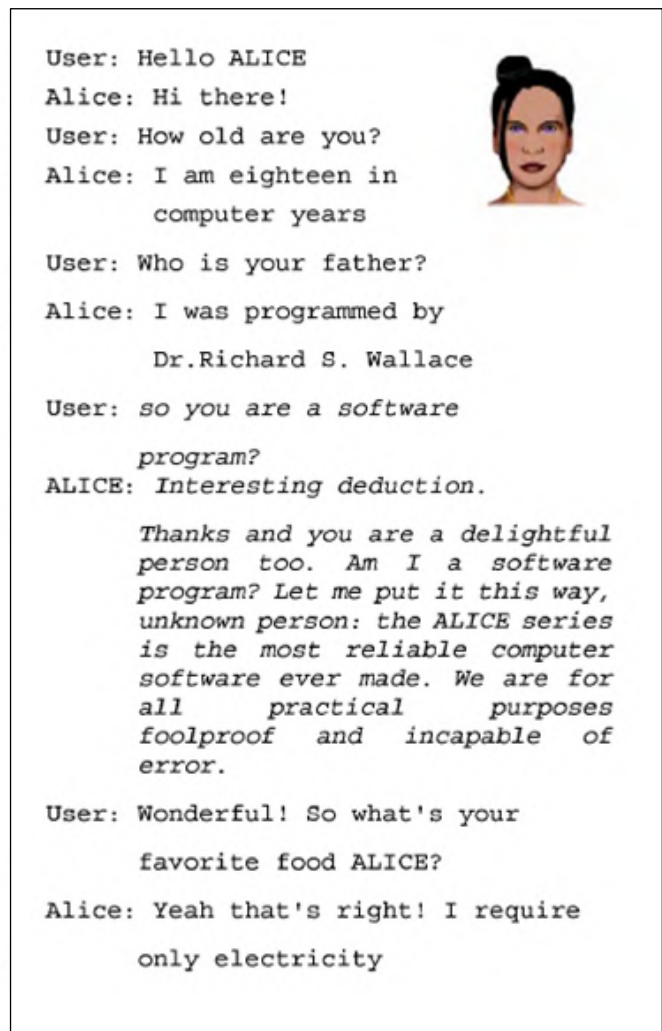 User: Hello ALICE
Alice: Hi there!
User: How old are you?
Alice: I am eighteen in
computer years
User: Who is your father?
Alice: I was programmed by
Dr.Richard S. Wallace
User: so you are a software
program?
ALICE: Interesting deduction.
Thanks and you are a delightful
person too. Am I a software
program? Let me put it this way,
unknown person: the ALICE series
is the most reliable computer
software ever made. We are for
all practical purposes
foolproof and incapable of
error.
User: Wonderful! So what's your
favorite food ALICE?
Alice: Yeah that's right! I require
only electricity